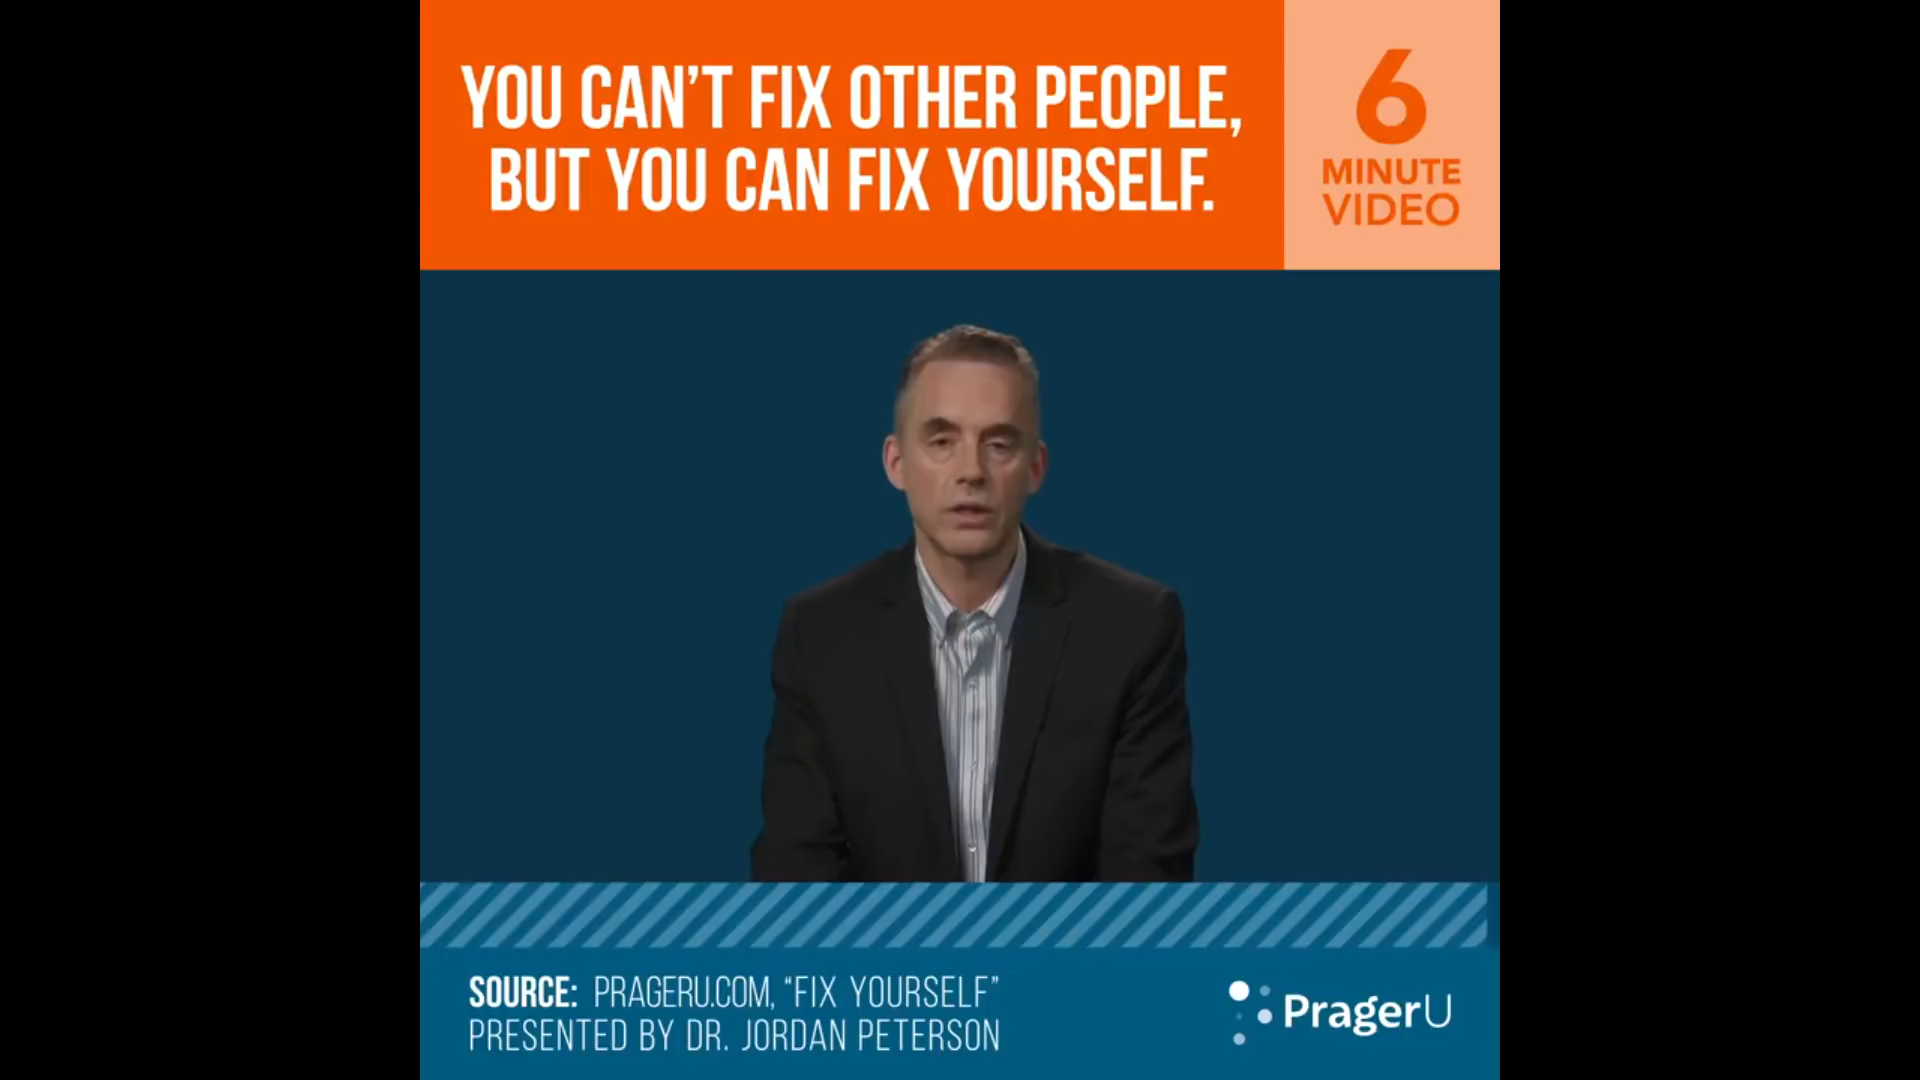 YOU CAN'T FIX OTHER PEOPLE,
BUT YOU CAN FIX YOURSELF.
6
MINUTE
VIDEO
SOURCE: PRAGERU.COM, “FIX YOURSELF”
PRESENTED BY DR. JORDAN PETERSON
PragerU